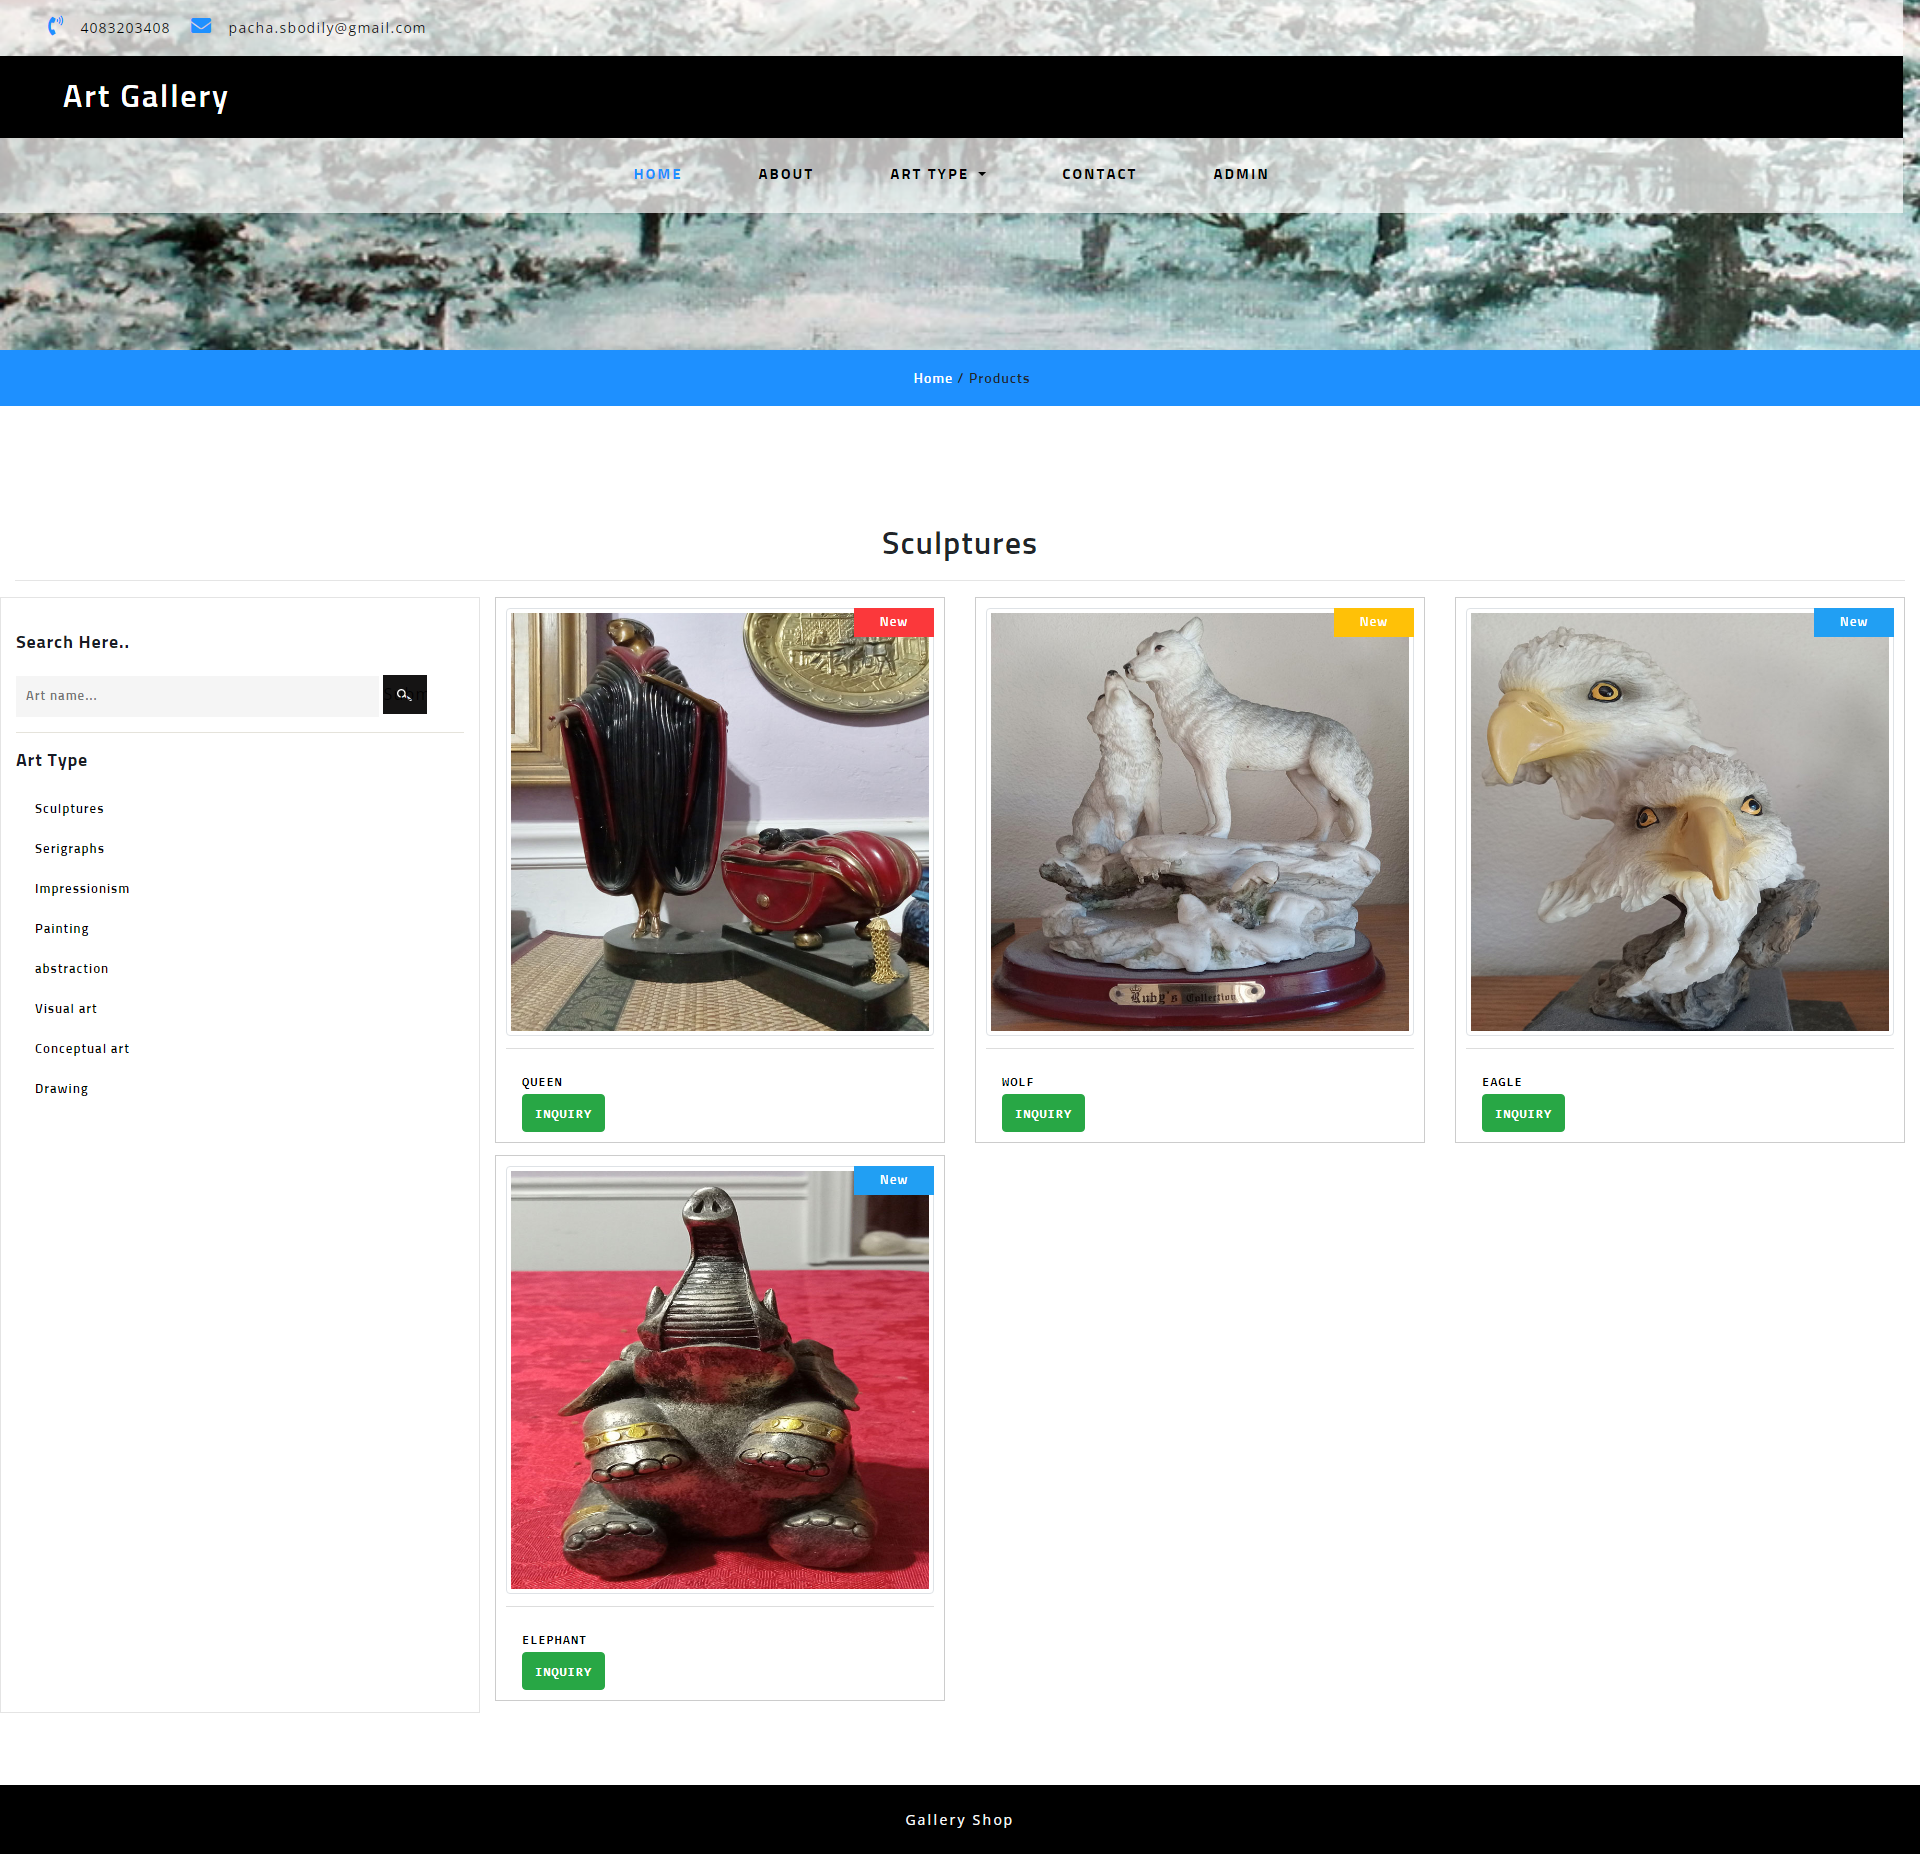 4083203408 pacha.sbodily@gmail.com
Art Gallery
HOME ABOUT ART TYPE CONTACT ADMIN
Home / Products
Sculptures
Search Here..
Art name...
Art Type
Sculptures
Serigraphs
Impressionism
Painting
abstraction
Visual art
Conceptual art
Drawing
New
QUEEN
INQUIRY
New
Ruby's Collection
WOLF
INQUIRY
New
EAGLE
INQUIRY
New
ELEPHANT
INQUIRY
Gallery Shop